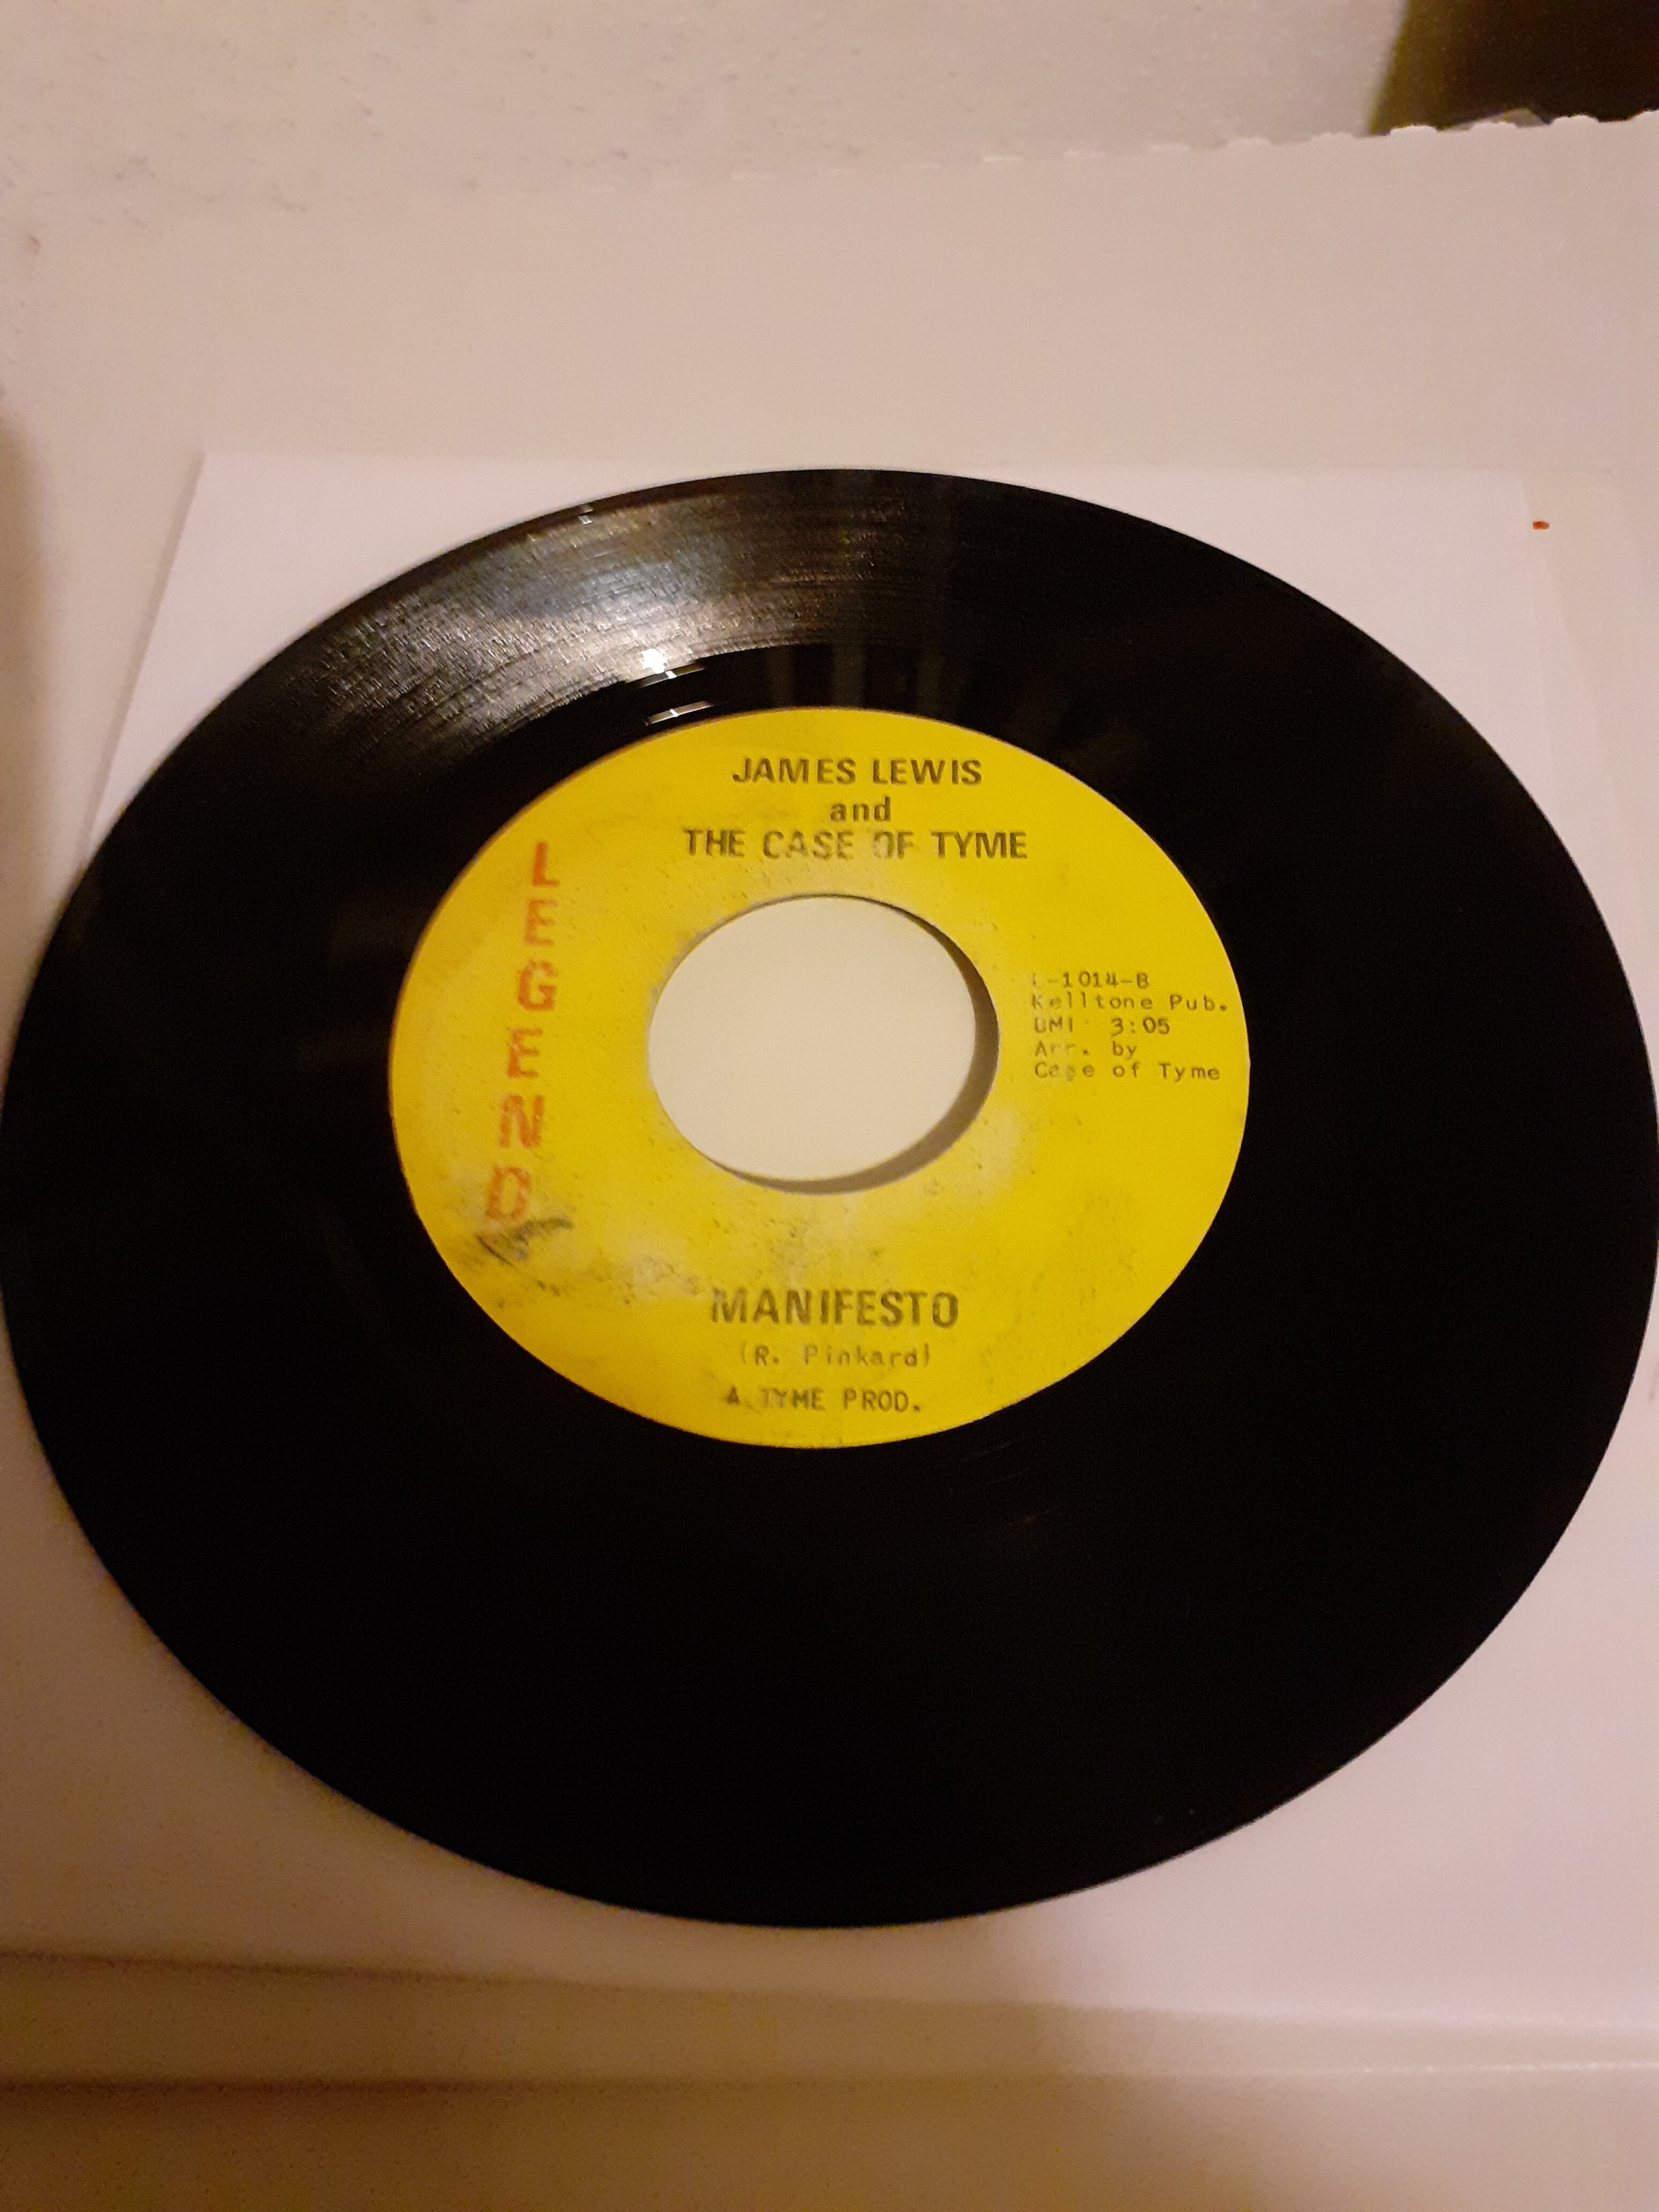 JAMES LEWIS
and
THE CASE OF TYME
LEGEND
L-1014-B
Kelltone Pub.
BMI 3:05
Arr. by
Case of Tyme
MANIFESTO
(R. Pinkard)
A TYME PROD.